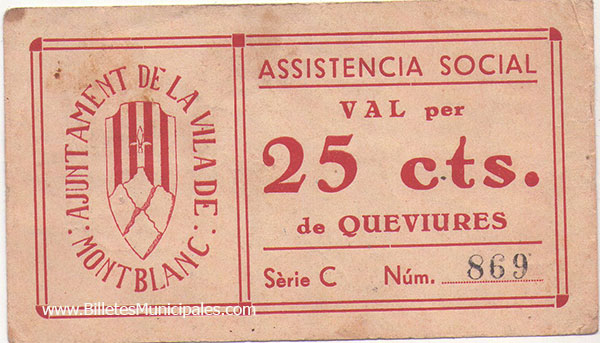 : AJUNTAMENT DE LA VILA DE :
MONTBLANC
ASSISTENCIA SOCIAL
VAL per
25 cts.
de QUEVIURES
Sèrie C Núm. 869
www.BilletesMunicipales.com